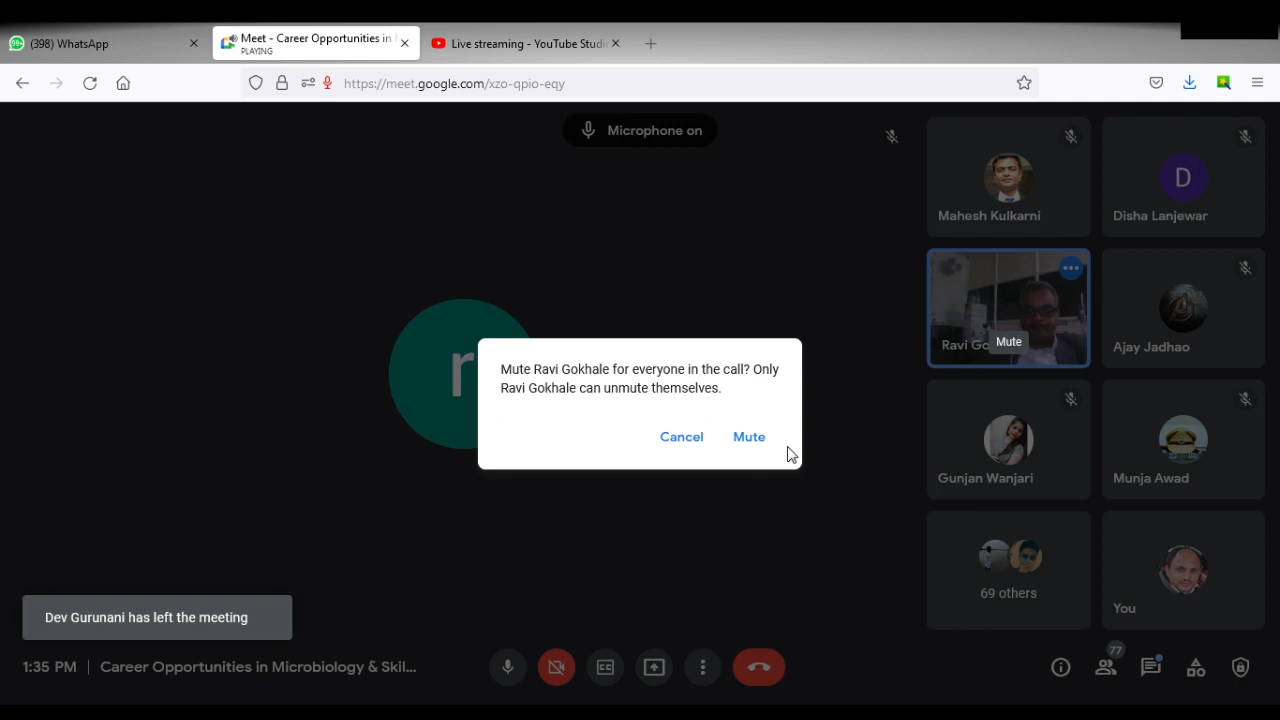 99+
(398) WhatsApp
Meet - Career Opportunities in
PLAYING
Live streaming - YouTube Studi
https://meet.google.com/xzo-qpio-eqy
Microphone on
Mahesh Kulkarni
D
Disha Lanjewar
Ravi Go
Mute
Ajay Jadhao
r
Mute Ravi Gokhale for everyone in the call? Only
Ravi Gokhale can unmute themselves.
Cancel
Mute
Gunjan Wanjari
Munja Awad
69 others
You
Dev Gurunani has left the meeting
1:35 PM | Career Opportunities in Microbiology & Skil...
77